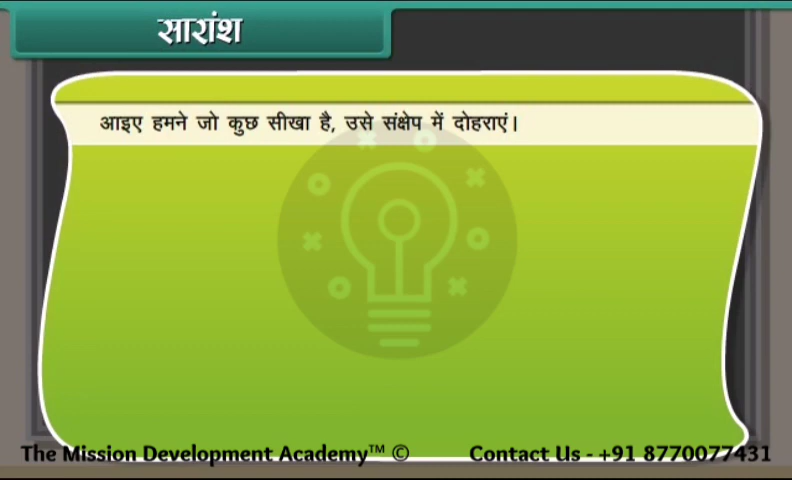 सारांश
आइए हमने जो कुछ सीखा है, उसे संक्षेप में दोहराएं।
The Mission Development Academy™ © Contact Us - +91 8770077431